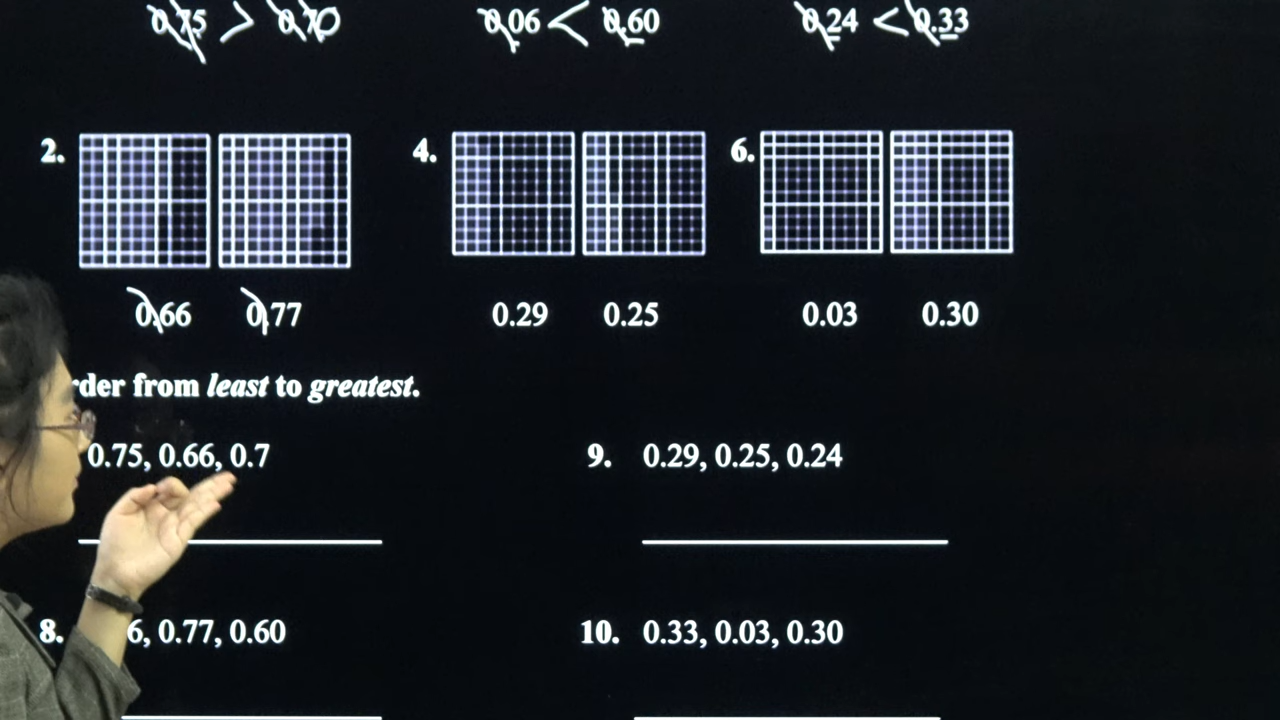 0.75 > 0.70 0.06 < 0.60 0.24 < 0.33
2. 4. 6.
0.66 0.77 0.29 0.25 0.03 0.30
rder from least to greatest.
0.75, 0.66, 0.7 9. 0.29, 0.25, 0.24
8. 6, 0.77, 0.60 10. 0.33, 0.03, 0.30